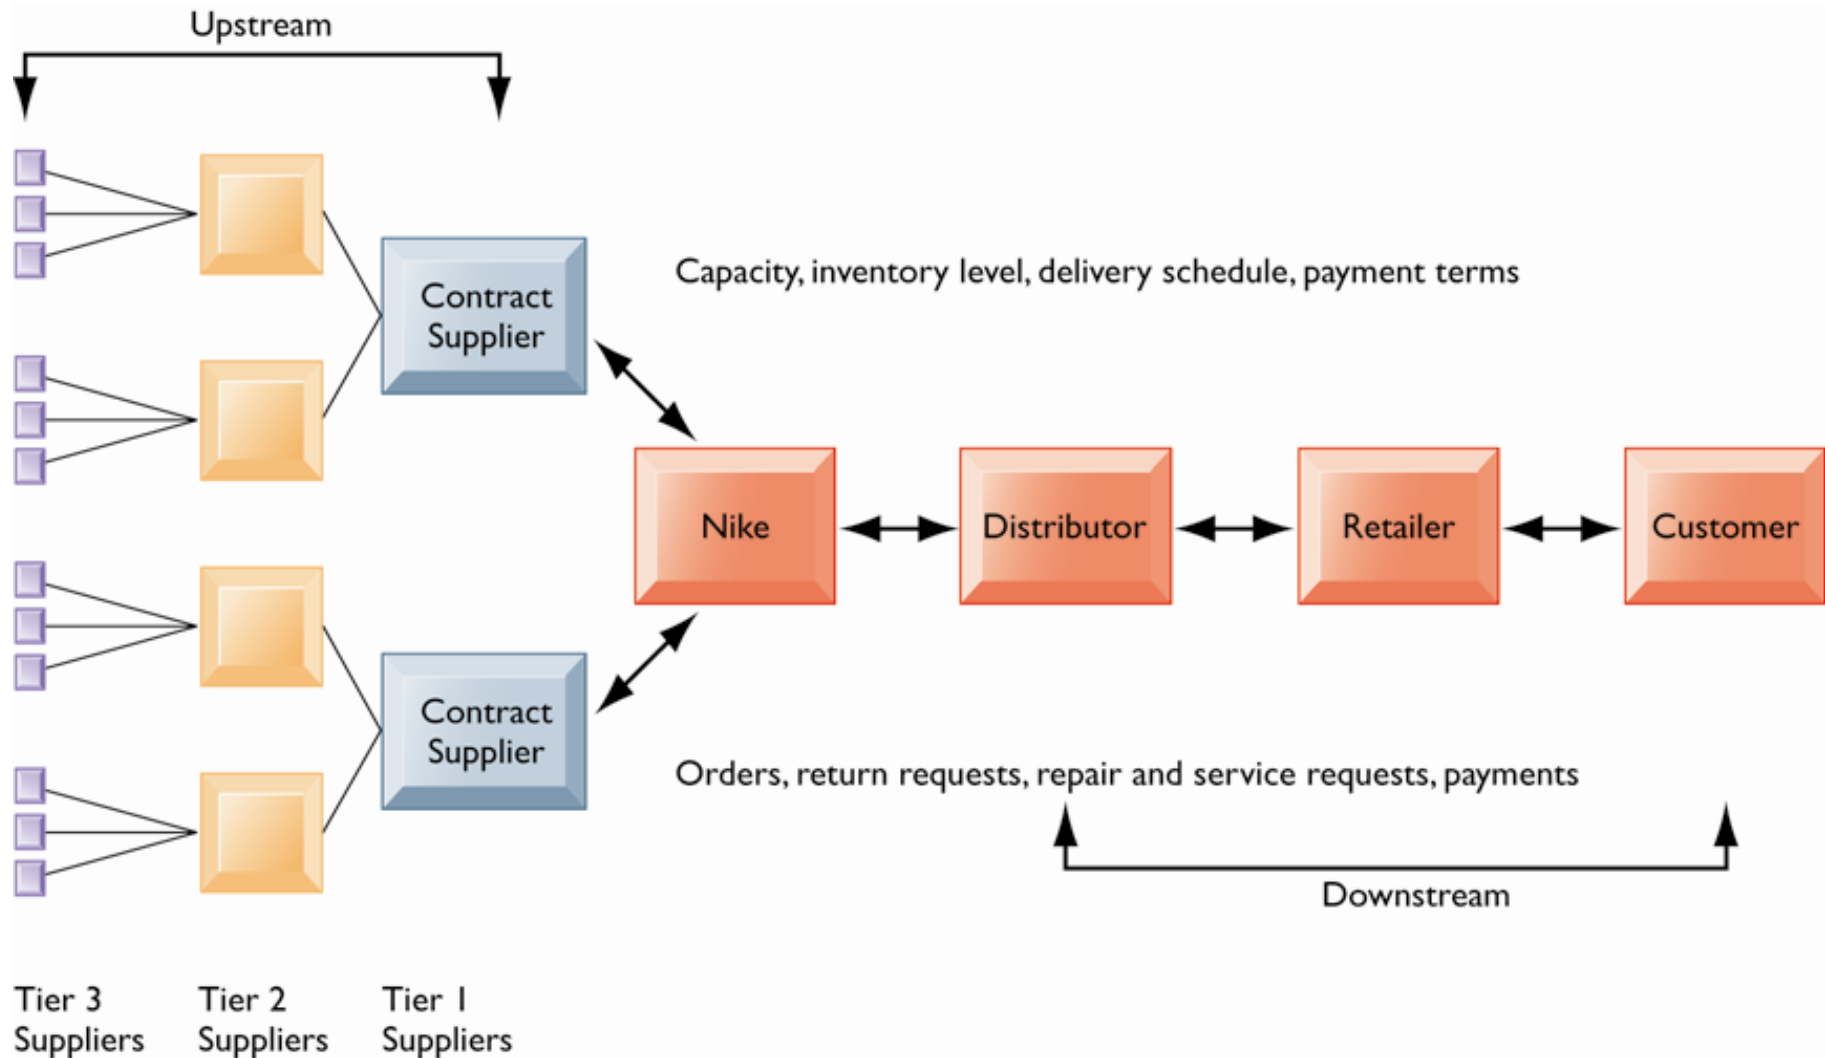 Upstream
Capacity, inventory level, delivery schedule, payment terms
Contract
Supplier
Nike
Distributor
Retailer
Customer
Contract
Supplier
Orders, return requests, repair and service requests, payments
Downstream
Tier 3
Suppliers
Tier 2
Suppliers
Tier 1
Suppliers